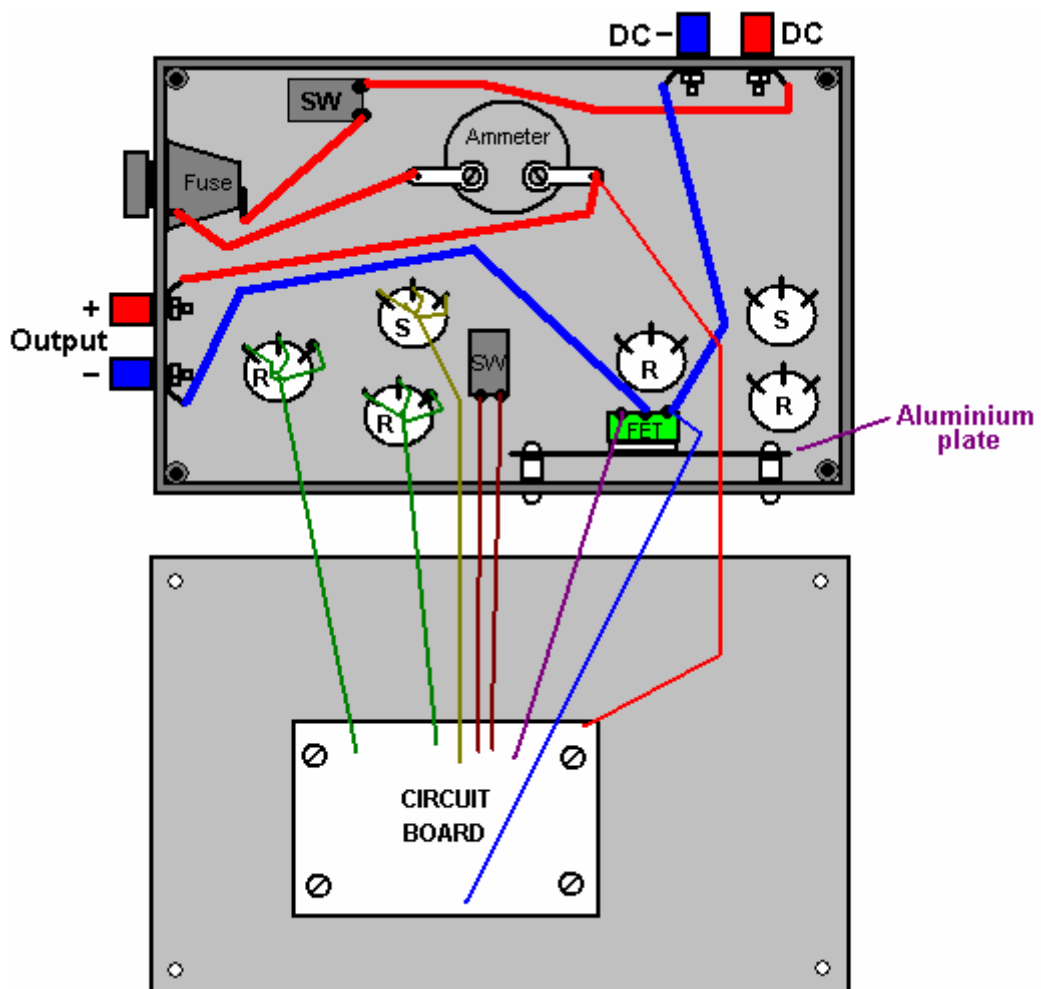 DC- DC
SW
Ammeter
Fuse
+
Output
-
S
S
SW
R
R
R
R
FET
Aluminium
plate
CIRCUIT
BOARD